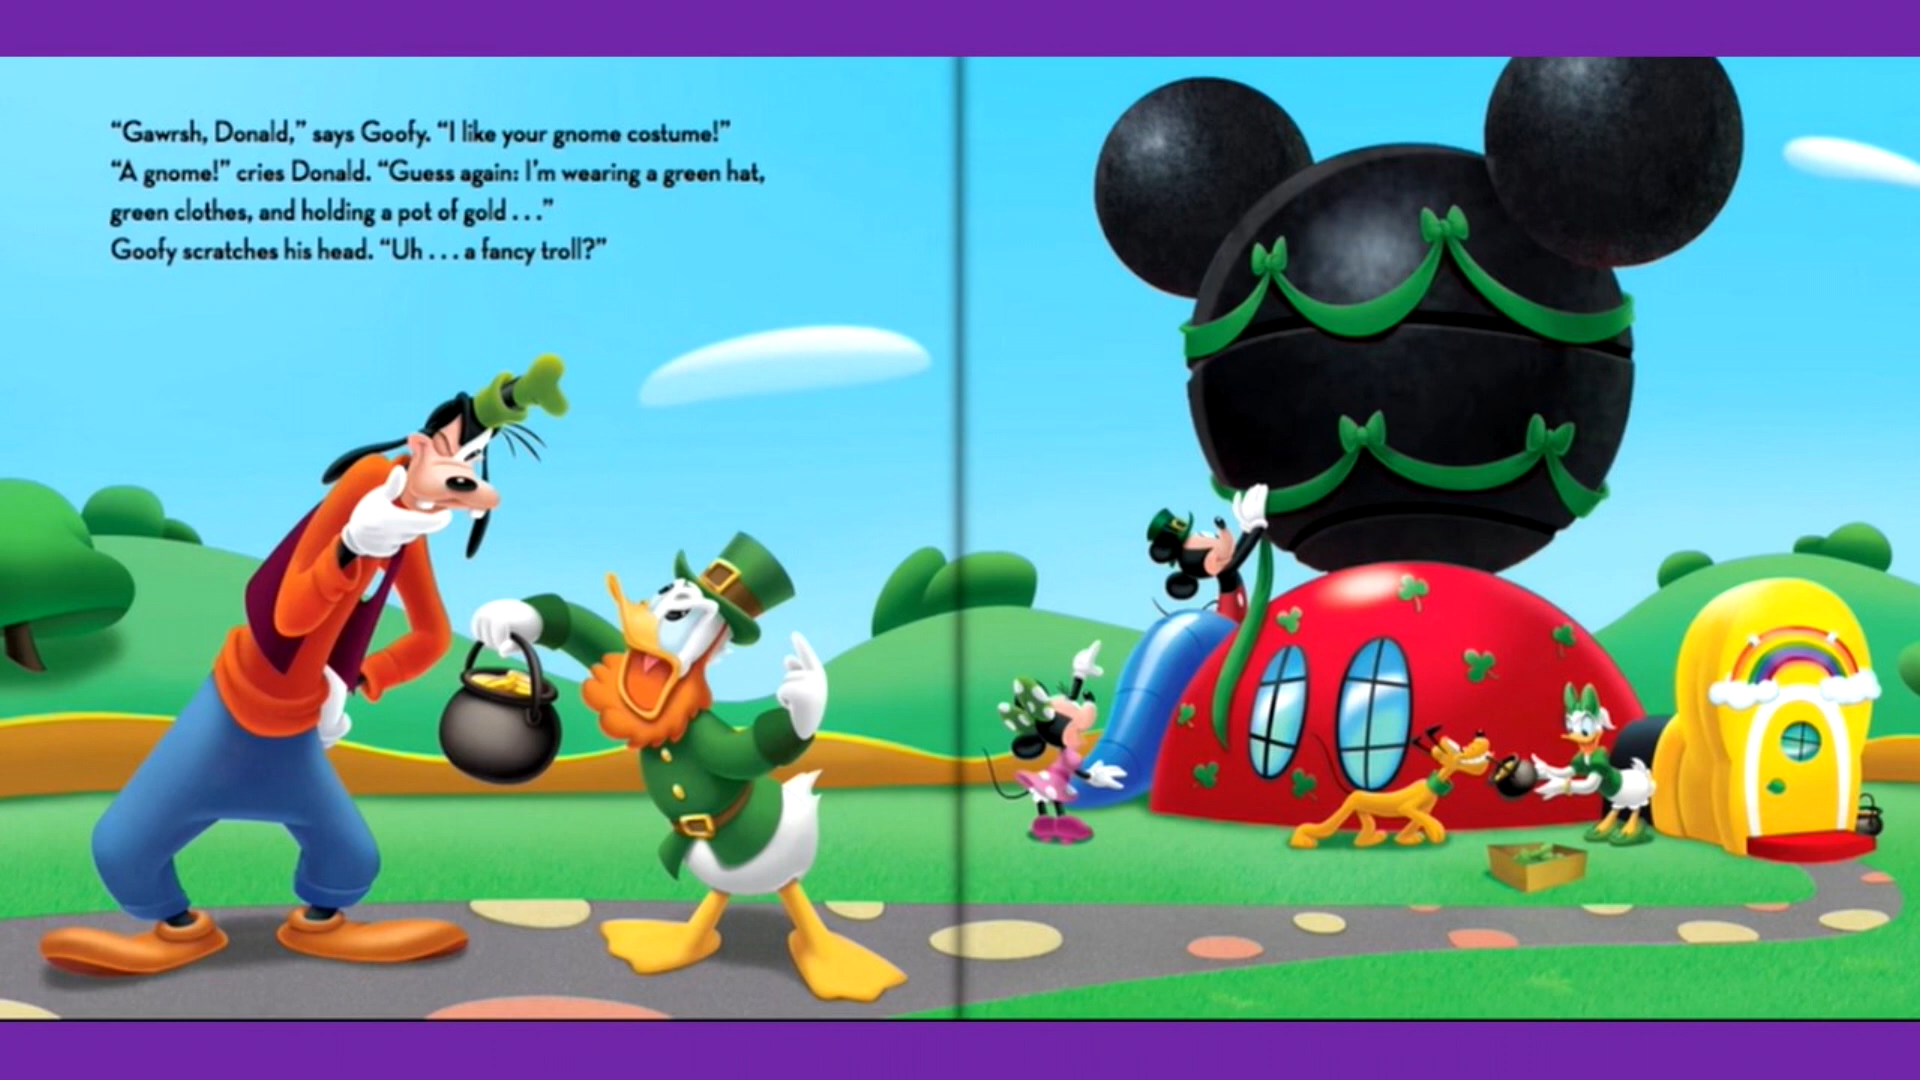 “Gawrsh, Donald,” says Goofy. “I like your gnome costume!”
“A gnome!” cries Donald. “Guess again: I’m wearing a green hat,
green clothes, and holding a pot of gold . . .”
Goofy scratches his head. “Uh . . . a fancy troll?”